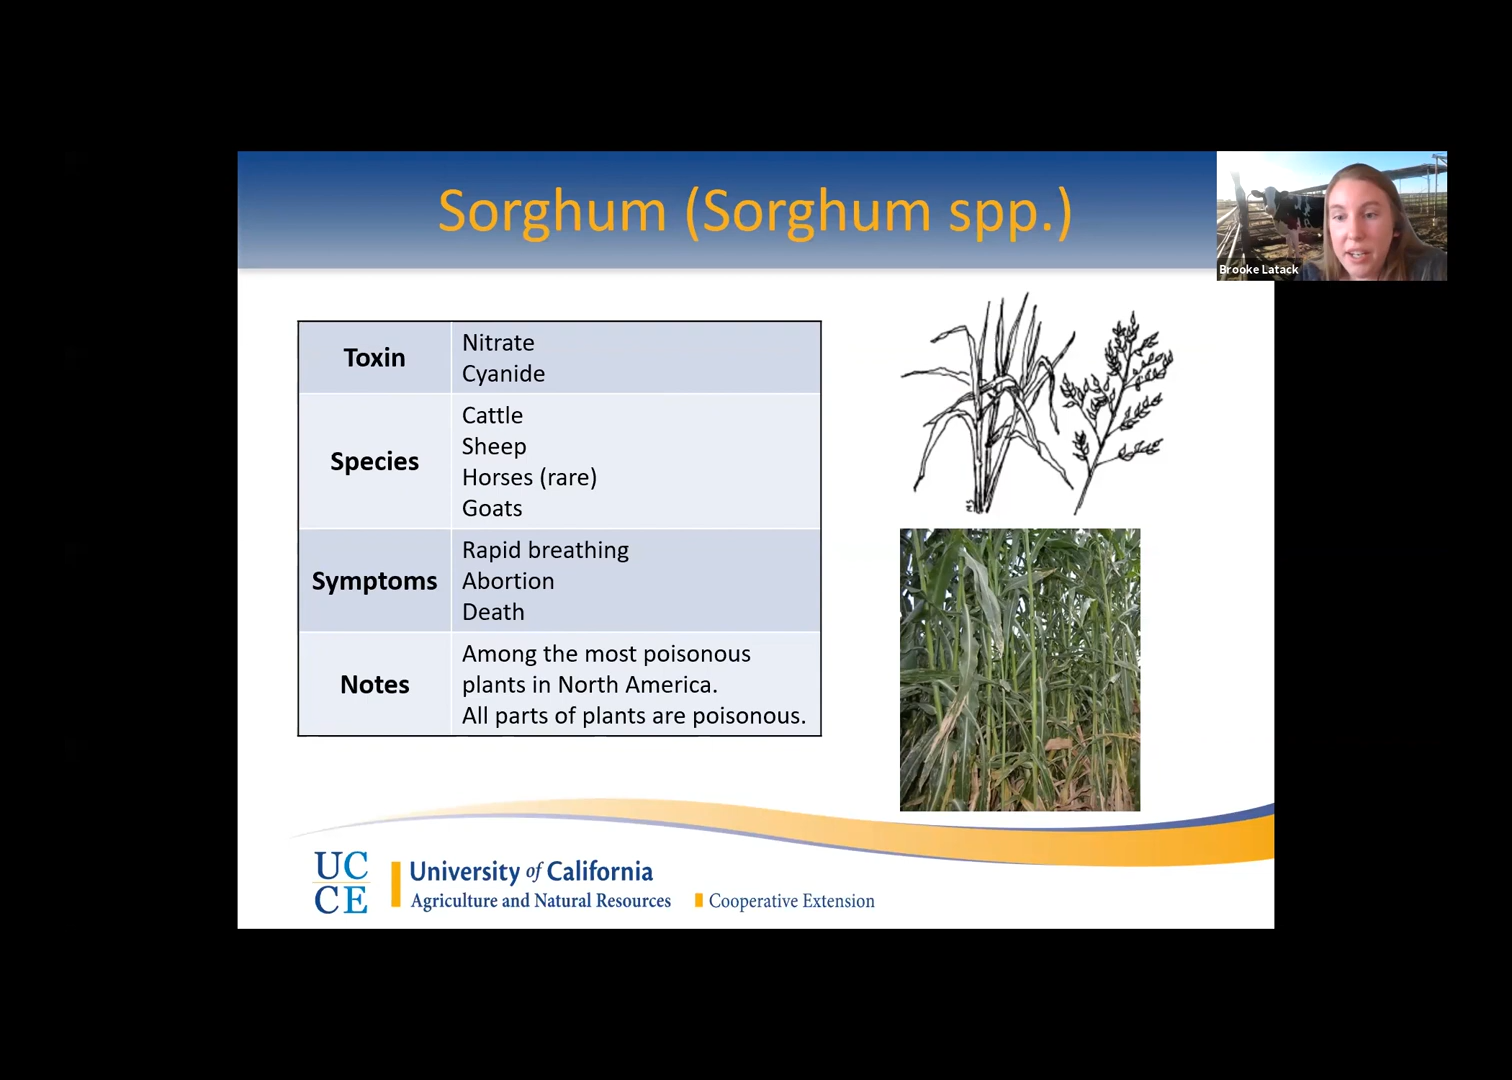 Sorghum (Sorghum spp.)
Brooke Latack
Toxin
Nitrate
Cyanide
Species
Cattle
Sheep
Horses (rare)
Goats
Symptoms
Rapid breathing
Abortion
Death
Notes
Among the most poisonous
plants in North America.
All parts of plants are poisonous.
UC
CE
University of California
Agriculture and Natural Resources
Cooperative Extension